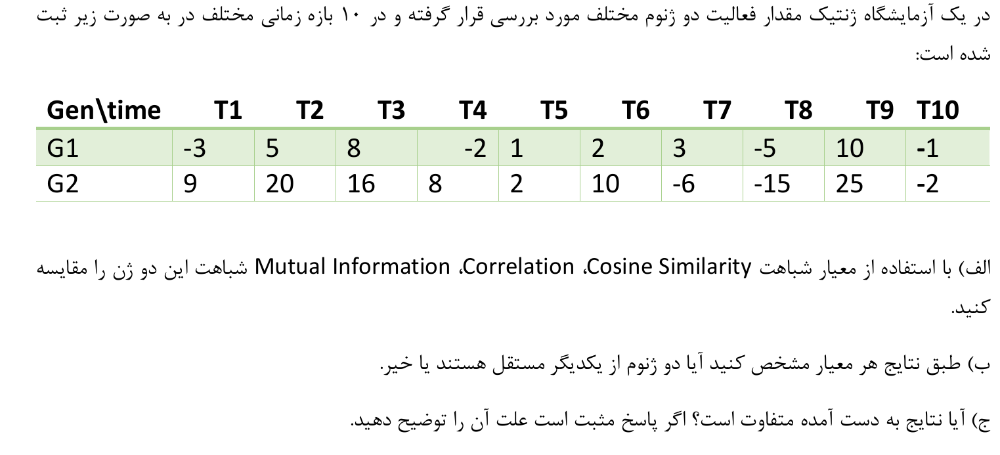 در یک آزمایشگاه ژنتیک مقدار فعالیت دو ژنوم مختلف مورد بررسی قرار گرفته و در ۱۰ بازه زمانی مختلف در به صورت زیر ثبت
شده است:
Gen\time T1 T2 T3 T4 T5 T6 T7 T8 T9 T10
G1 -3 5 8 -2 1 2 3 -5 10 -1
G2 9 20 16 8 2 10 -6 -15 25 -2
الف) با استفاده از معیار شباهت Cosine Similarity، Correlation، Mutual Information شباهت این دو ژن را مقایسه
کنید.
ب) طبق نتایج هر معیار مشخص کنید آیا دو ژنوم از یکدیگر مستقل هستند یا خیر.
ج) آیا نتایج به دست آمده متفاوت است؟ اگر پاسخ مثبت است علت آن را توضیح دهید.